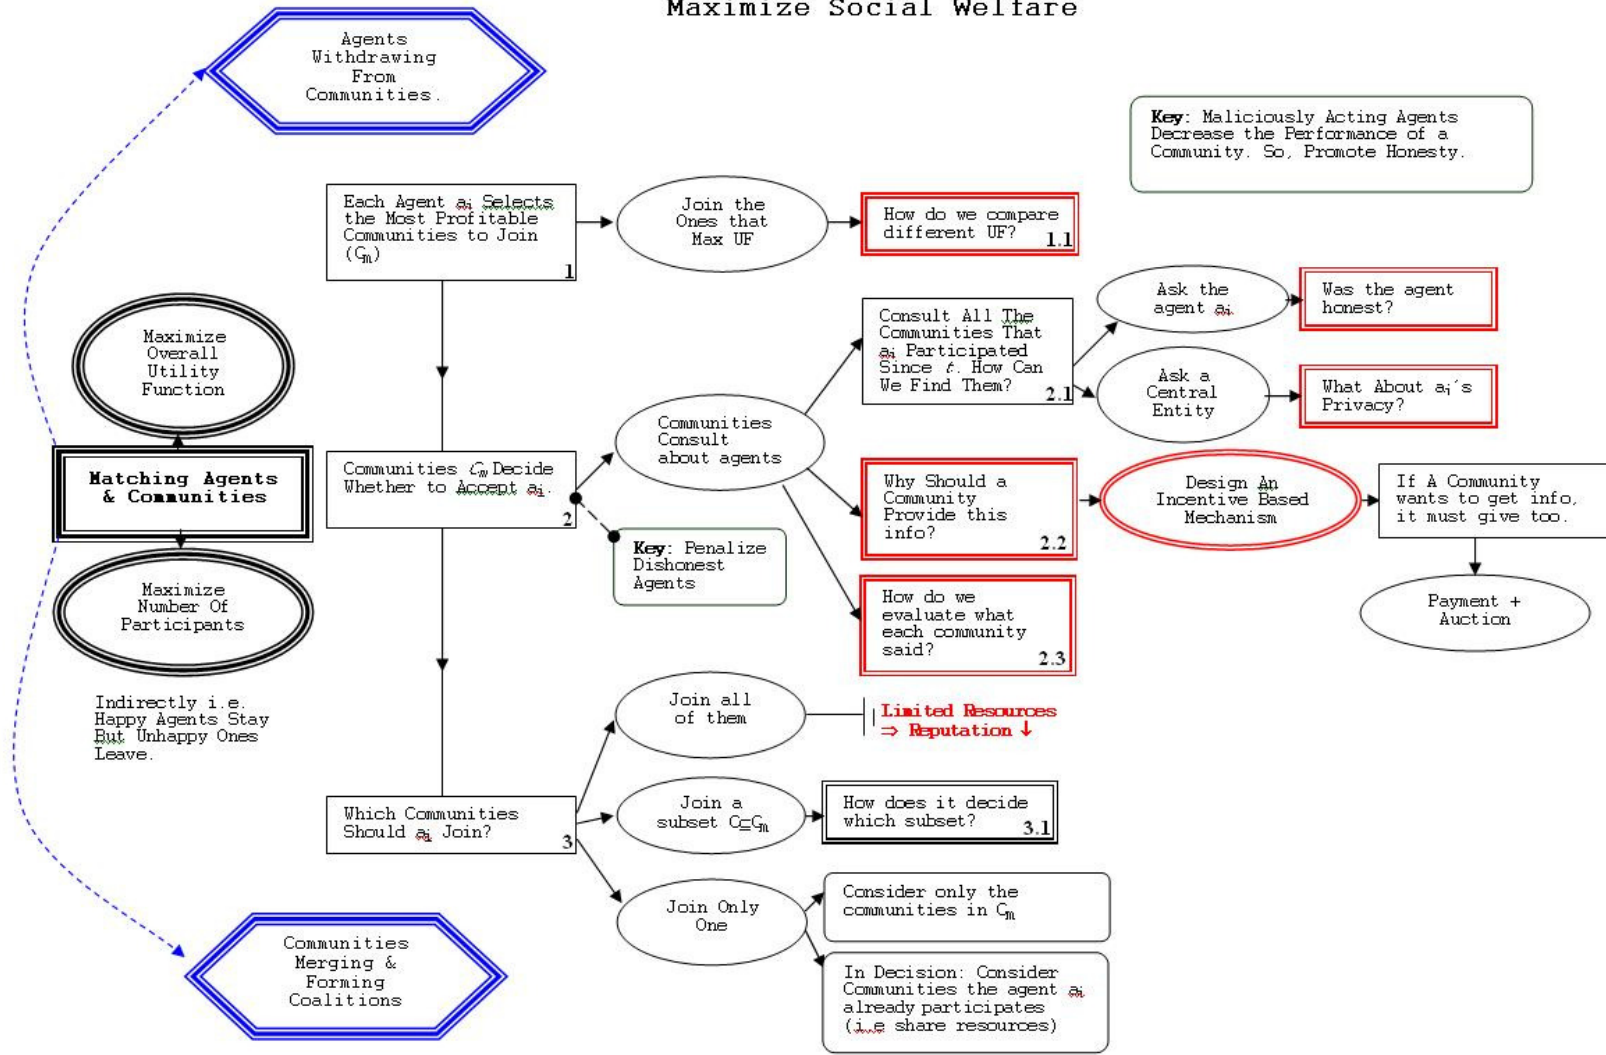 Maximize Social Welfare
Agents
Withdrawing
From
Communities.
Key: Maliciously Acting Agents
Decrease the Performance of a
Community. So, Promote Honesty.
Each Agent ai Selects
the Most Profitable
Communities to Join
(Cm)
1
Join the
Ones that
Max UF
How do we compare
different UF?
1.1
Maximize
Overall
Utility
Function
Matching Agents
& Communities
Maximize
Number Of
Participants
Indirectly i.e.
Happy Agents Stay
But Unhappy Ones
Leave.
Communities Cm Decide
Whether to Accept ai.
2
Key: Penalize
Dishonest
Agents
Communities
Consult
about agents
Consult All The
Communities That
ai Participated
Since t. How Can
We Find Them?
2.1
Ask the
agent ai
Was the agent
honest?
Ask a
Central
Entity
What About ai´s
Privacy?
Why Should a
Community
Provide this
info?
2.2
Design An
Incentive Based
Mechanism
If A Community
wants to get info,
it must give too.
Payment +
Auction
How do we
evaluate what
each community
said?
2.3
Which Communities
Should ai Join?
3
Join all
of them
Limited Resources
⇒ Reputation ↓
Join a
subset C⊆Cm
How does it decide
which subset?
3.1
Join Only
One
Consider only the
communities in Cm
In Decision: Consider
Communities the agent ai
already participates
(i.e share resources)
Communities
Merging &
Forming
Coalitions